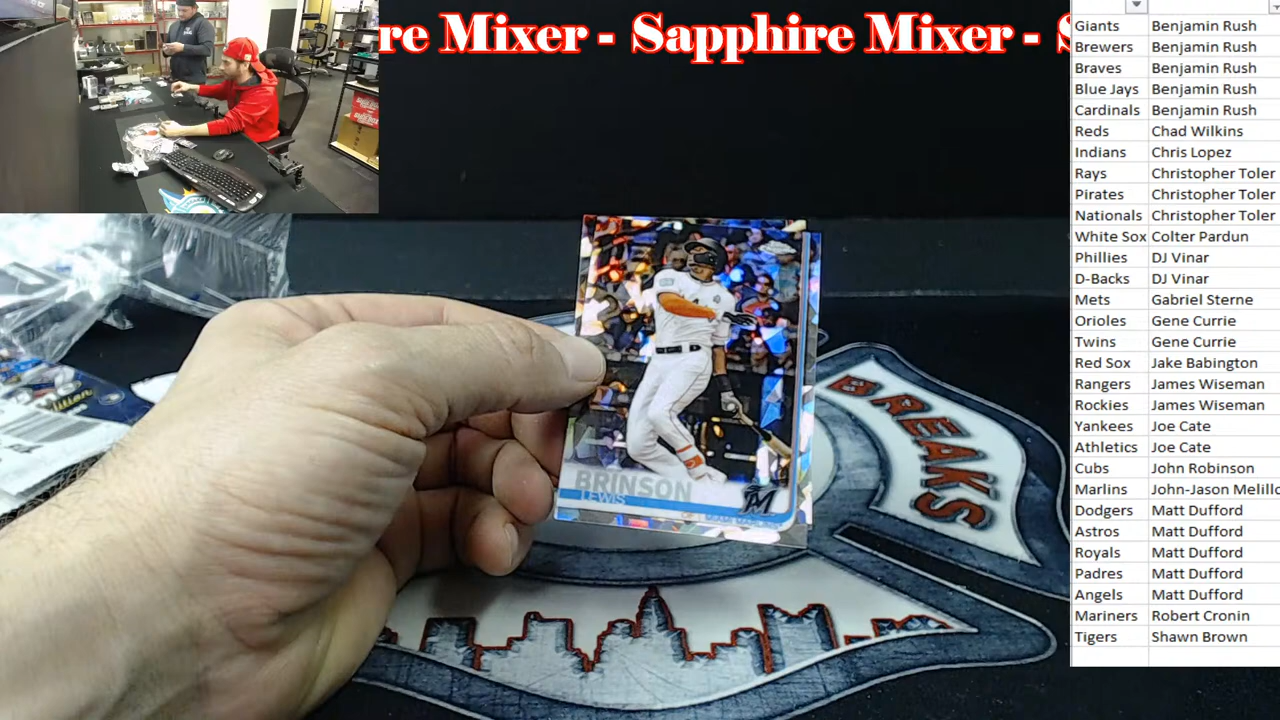 re Mixer - Sapphire Mixer - S
Giants Benjamin Rush
Brewers Benjamin Rush
Braves Benjamin Rush
Blue Jays Benjamin Rush
Cardinals Benjamin Rush
Reds Chad Wilkins
Indians Chris Lopez
Rays Christopher Toler
Pirates Christopher Toler
Nationals Christopher Toler
White Sox Colter Pardun
Phillies DJ Vinar
D-Backs DJ Vinar
Mets Gabriel Sterne
Orioles Gene Currie
Twins Gene Currie
Red Sox Jake Babington
Rangers James Wiseman
Rockies James Wiseman
Yankees Joe Cate
Athletics Joe Cate
Cubs John Robinson
Marlins John-Jason Melillo
Dodgers Matt Dufford
Astros Matt Dufford
Royals Matt Dufford
Padres Matt Dufford
Angels Matt Dufford
Mariners Robert Cronin
Tigers Shawn Brown
BRINSON
LEWIS
M
BREAKS